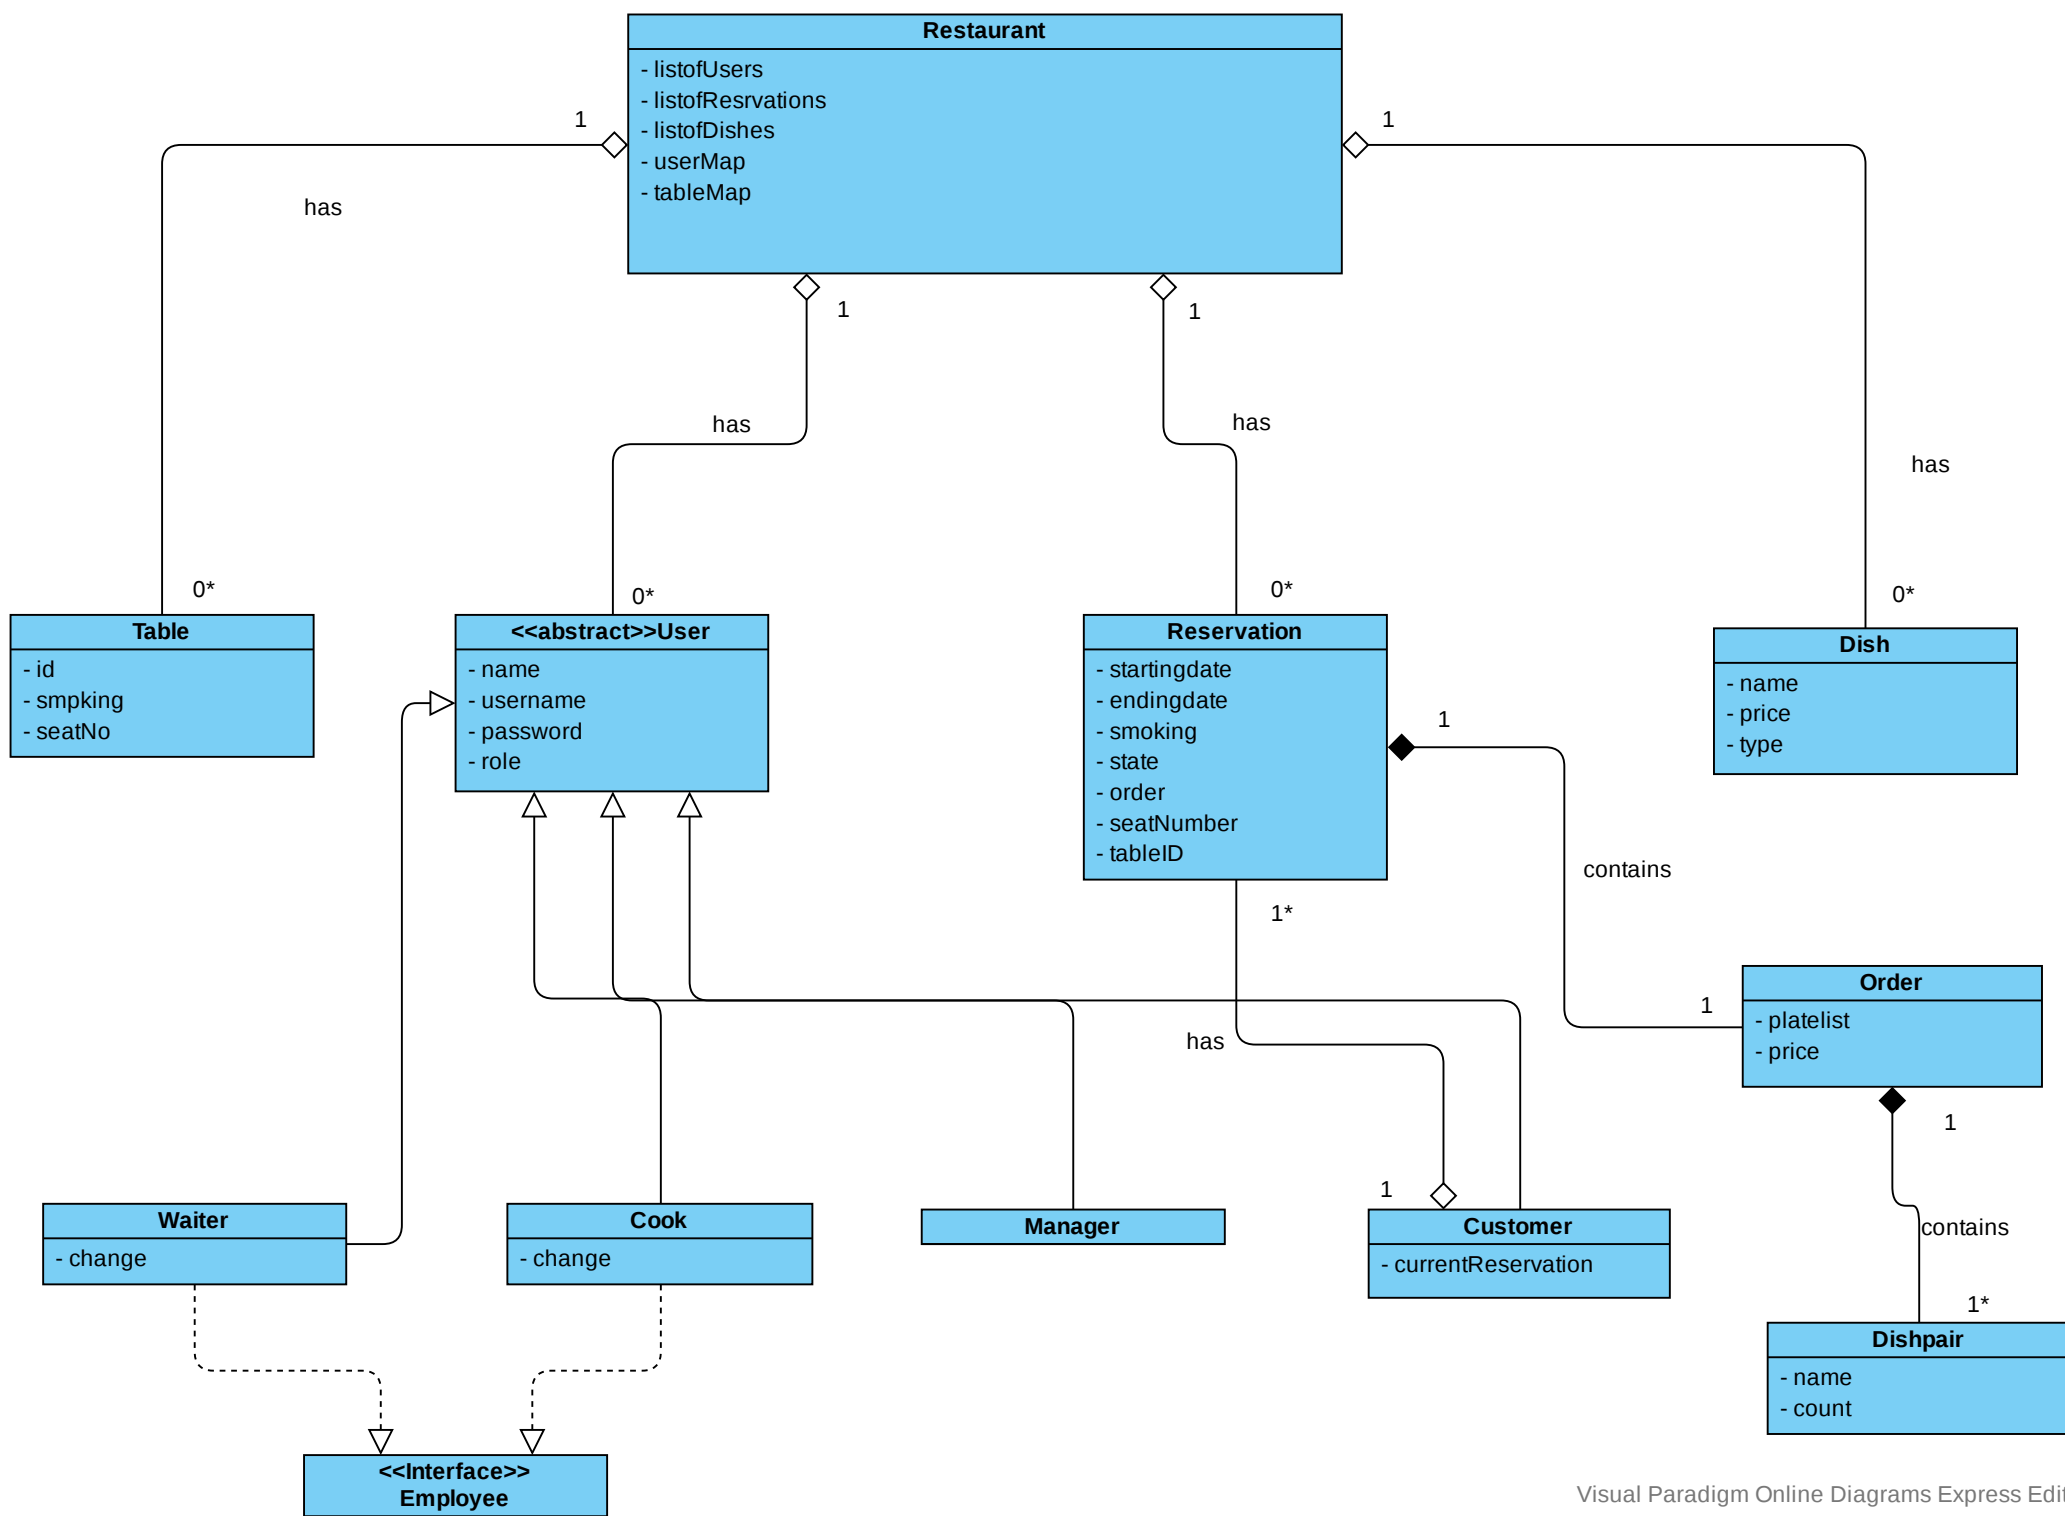 Restaurant
- listofUsers
- listofResrvations
- listofDishes
- userMap
- tableMap
1
1
has
1
1
has
has
has
0*
0*
0*
0*
Table
- id
- smpking
- seatNo
<<abstract>>User
- name
- username
- password
- role
Reservation
- startingdate
- endingdate
- smoking
- state
- order
- seatNumber
- tableID
Dish
- name
- price
- type
1
contains
1*
1
has
Order
- platelist
- price
1
1
contains
1*
Waiter
- change
Cook
- change
Manager
Customer
- currentReservation
Dishpair
- name
- count
<<Interface>>
Employee
Visual Paradigm Online Diagrams Express Edit